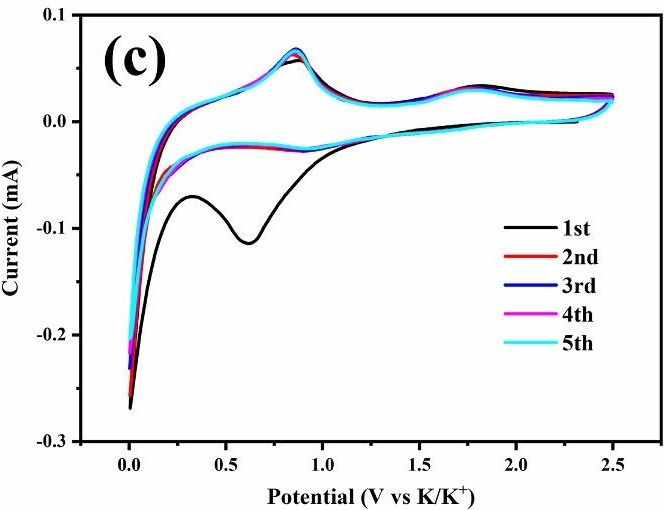 (c)
0.1
0.0
-0.1
-0.2
-0.3
Current (mA)
1st
2nd
3rd
4th
5th
0.0 0.5 1.0 1.5 2.0 2.5
Potential (V vs K/K⁺)